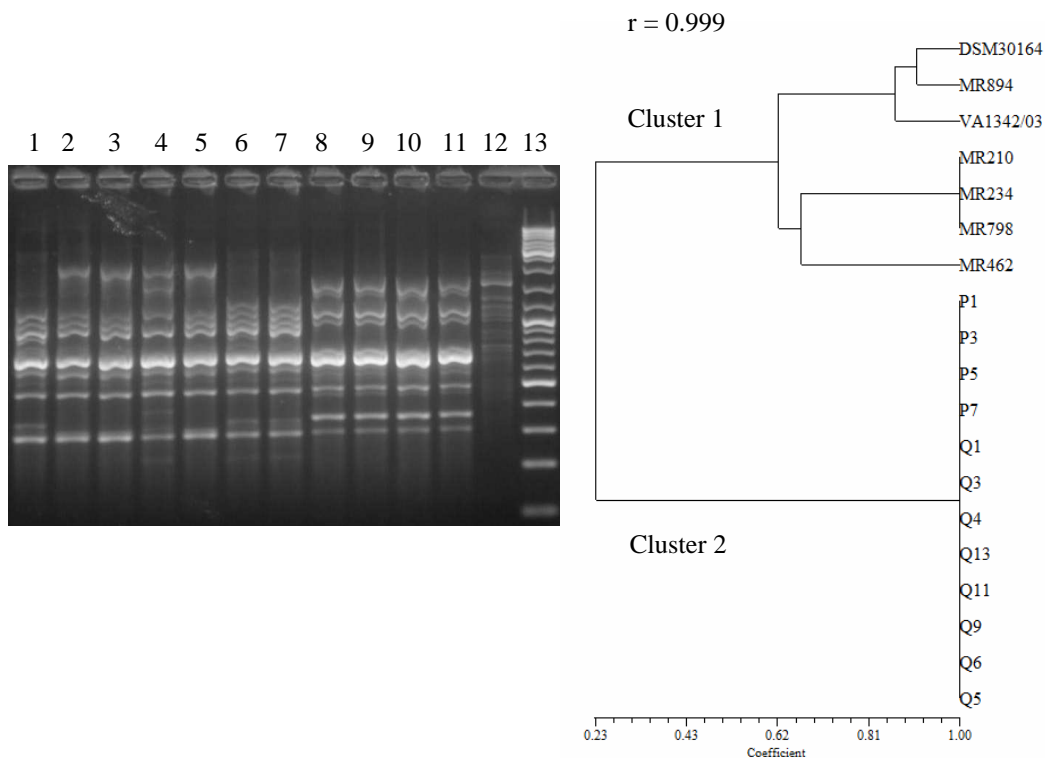 r = 0.999
DSM30164
MR894
Cluster 1
VA1342/03
1 2 3 4 5 6 7 8 9 10 11 12 13
MR210
MR234
MR798
MR462
P1
P3
P5
P7
Q1
Q3
Q4
Cluster 2
Q13
Q11
Q9
Q6
Q5
0.23 0.43 0.62 0.81 1.00
Coefficient